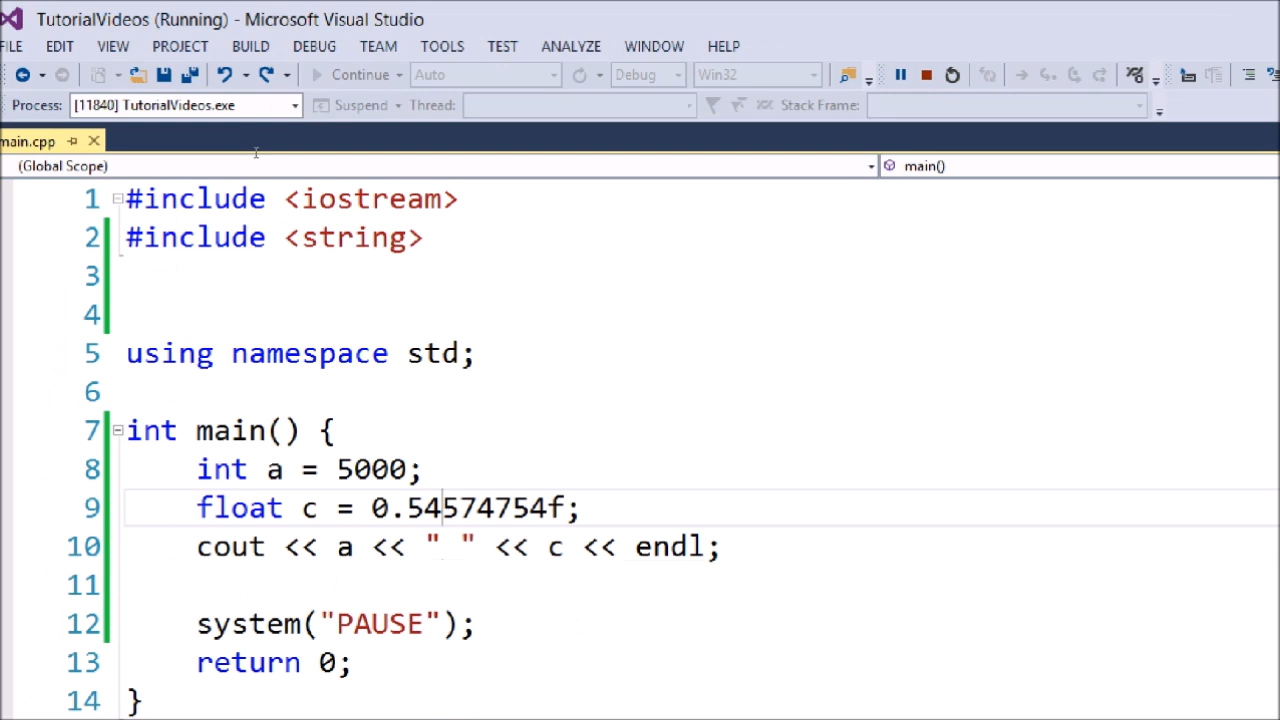 TutorialVideos (Running) - Microsoft Visual Studio
FILE EDIT VIEW PROJECT BUILD DEBUG TEAM TOOLS TEST ANALYZE WINDOW HELP
Continue Auto Debug Win32
Process: [11840] TutorialVideos.exe Suspend Thread: Stack Frame:
main.cpp
(Global Scope) main()
1 #include <iostream>
2 #include <string>
3
4
5 using namespace std;
6
7 int main() {
8 int a = 5000;
9 float c = 0.54574754f;
10 cout << a << " " << c << endl;
11
12 system("PAUSE");
13 return 0;
14 }